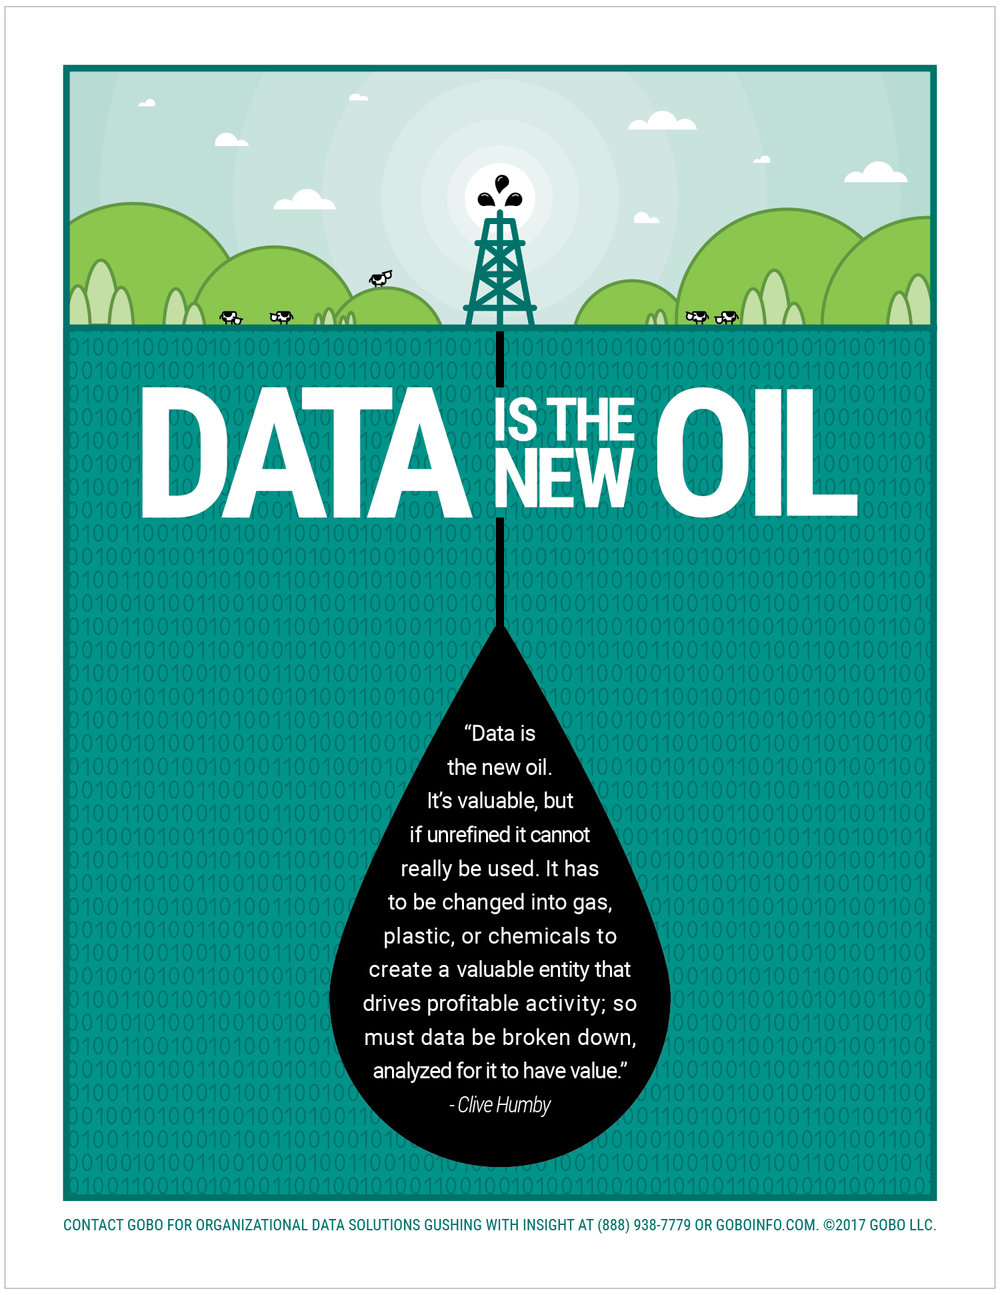 DATA IS THE NEW OIL
“Data is
the new oil.
It’s valuable, but
if unrefined it cannot
really be used. It has
to be changed into gas,
plastic, or chemicals to
create a valuable entity that
drives profitable activity; so
must data be broken down,
analyzed for it to have value.”
- Clive Humby
CONTACT GOBO FOR ORGANIZATIONAL DATA SOLUTIONS GUSHING WITH INSIGHT AT (888) 938-7779 OR GOBOINFO.COM. ©2017 GOBO LLC.